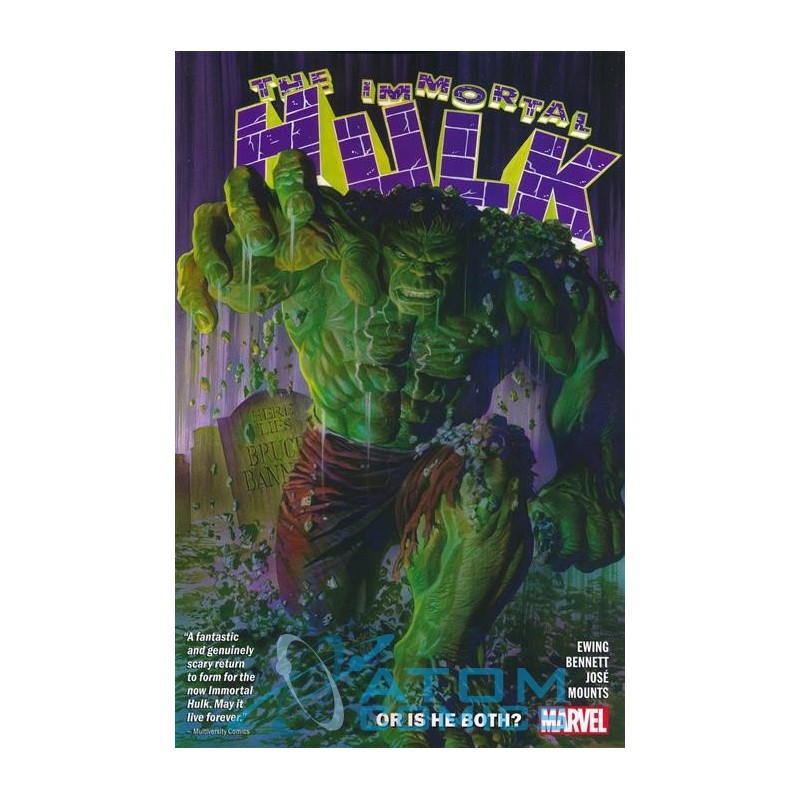 THE IMMORTAL
HULK
HERE
LIES
BRUCE
BANN
"A fantastic
and genuinely
scary return
to form for the
now Immortal
Hulk. May it
live forever."
— Multiversity Comics
EWING
BENNETT
JOSÉ
MOUNTS
ATOM
COMICS
OR IS HE BOTH?
MARVEL